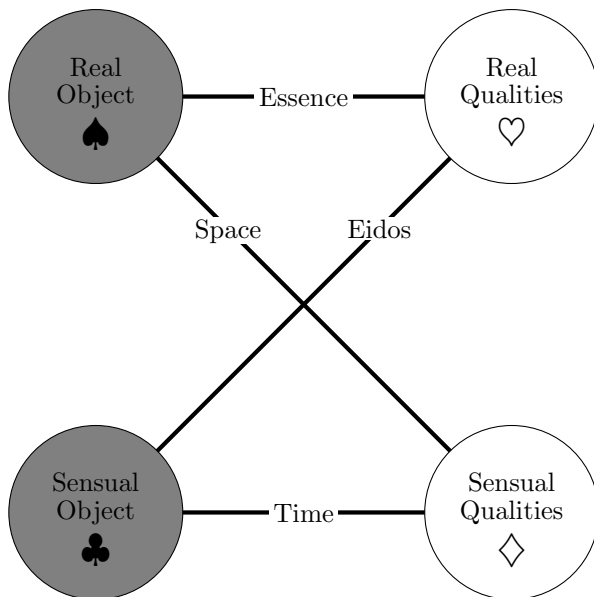 Real
Object
♠
Essence
Real
Qualities
♡
Space
Eidos
Sensual
Object
♣
Time
Sensual
Qualities
♢